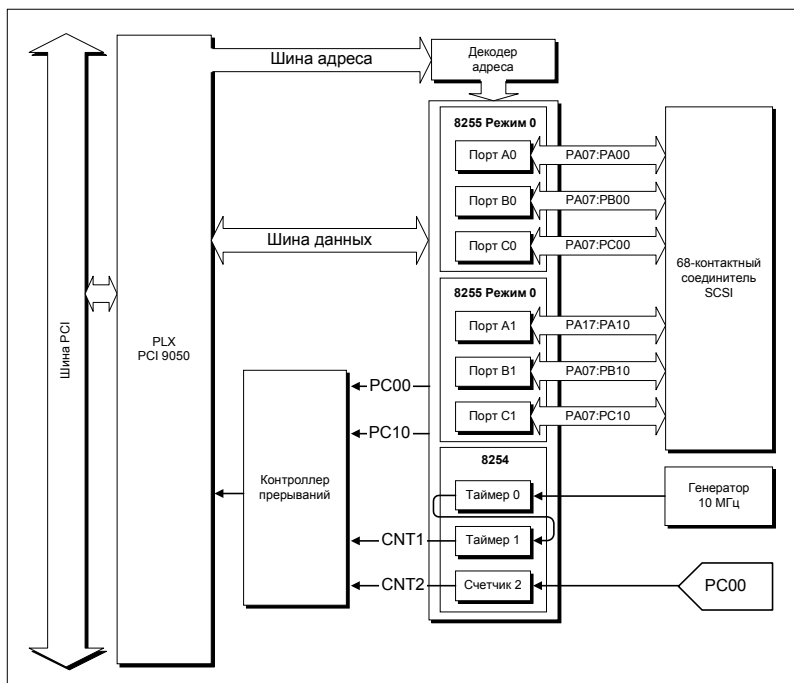 Шина адреса
Декодер
адреса
8255 Режим 0
Порт A0
PA07:PA00
Порт B0
PA07:PB00
Шина данных
Порт C0
PA07:PC00
68-контактный
соединитель
SCSI
8255 Режим 0
Порт A1
PA17:PA10
Шина PCI
PLX
PCI 9050
Порт B1
PA07:PB10
PC00
Порт C1
PA07:PC10
PC10
8254
Контроллер
прерываний
Таймер 0
Генератор
10 МГц
CNT1
Таймер 1
CNT2
Счетчик 2
PC00